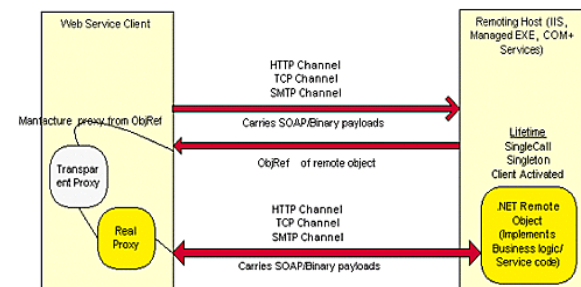 Web Service Client
Remoting Host (IIS,
Managed EXE, COM+
Services)
HTTP Channel
TCP Channel
SMTP Channel
Manfacture proxy from ObjRef
Carries SOAP/Binary payloads
ObjRef of remote object
Lifetime
SingleCall
Singleton
Client Activated
Transpar
ent Proxy
Real
Proxy
HTTP Channel
TCP Channel
SMTP Channel
Carries SOAP/Binary payloads
.NET Remote
Object
(Implements
Business logic/
Service code)